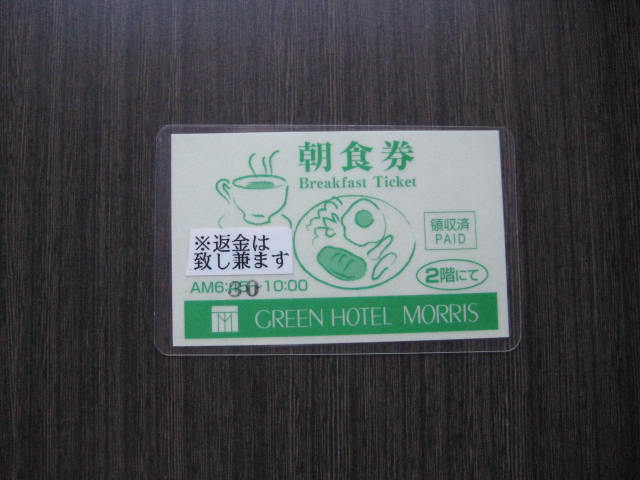 朝食券
Breakfast Ticket
領収済
PAID
※返金は
致し兼ます
2階にて
AM6:30~10:00
GREEN HOTEL MORRIS